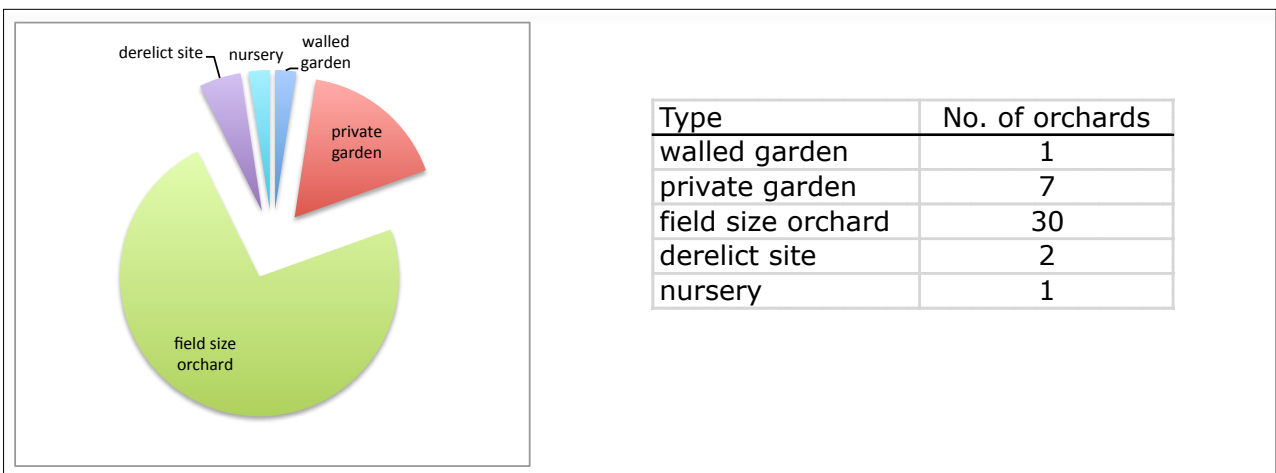 derelict site
nursery
walled
garden
private
garden
field size
orchard
Type No. of orchards
walled garden 1
private garden 7
field size orchard 30
derelict site 2
nursery 1